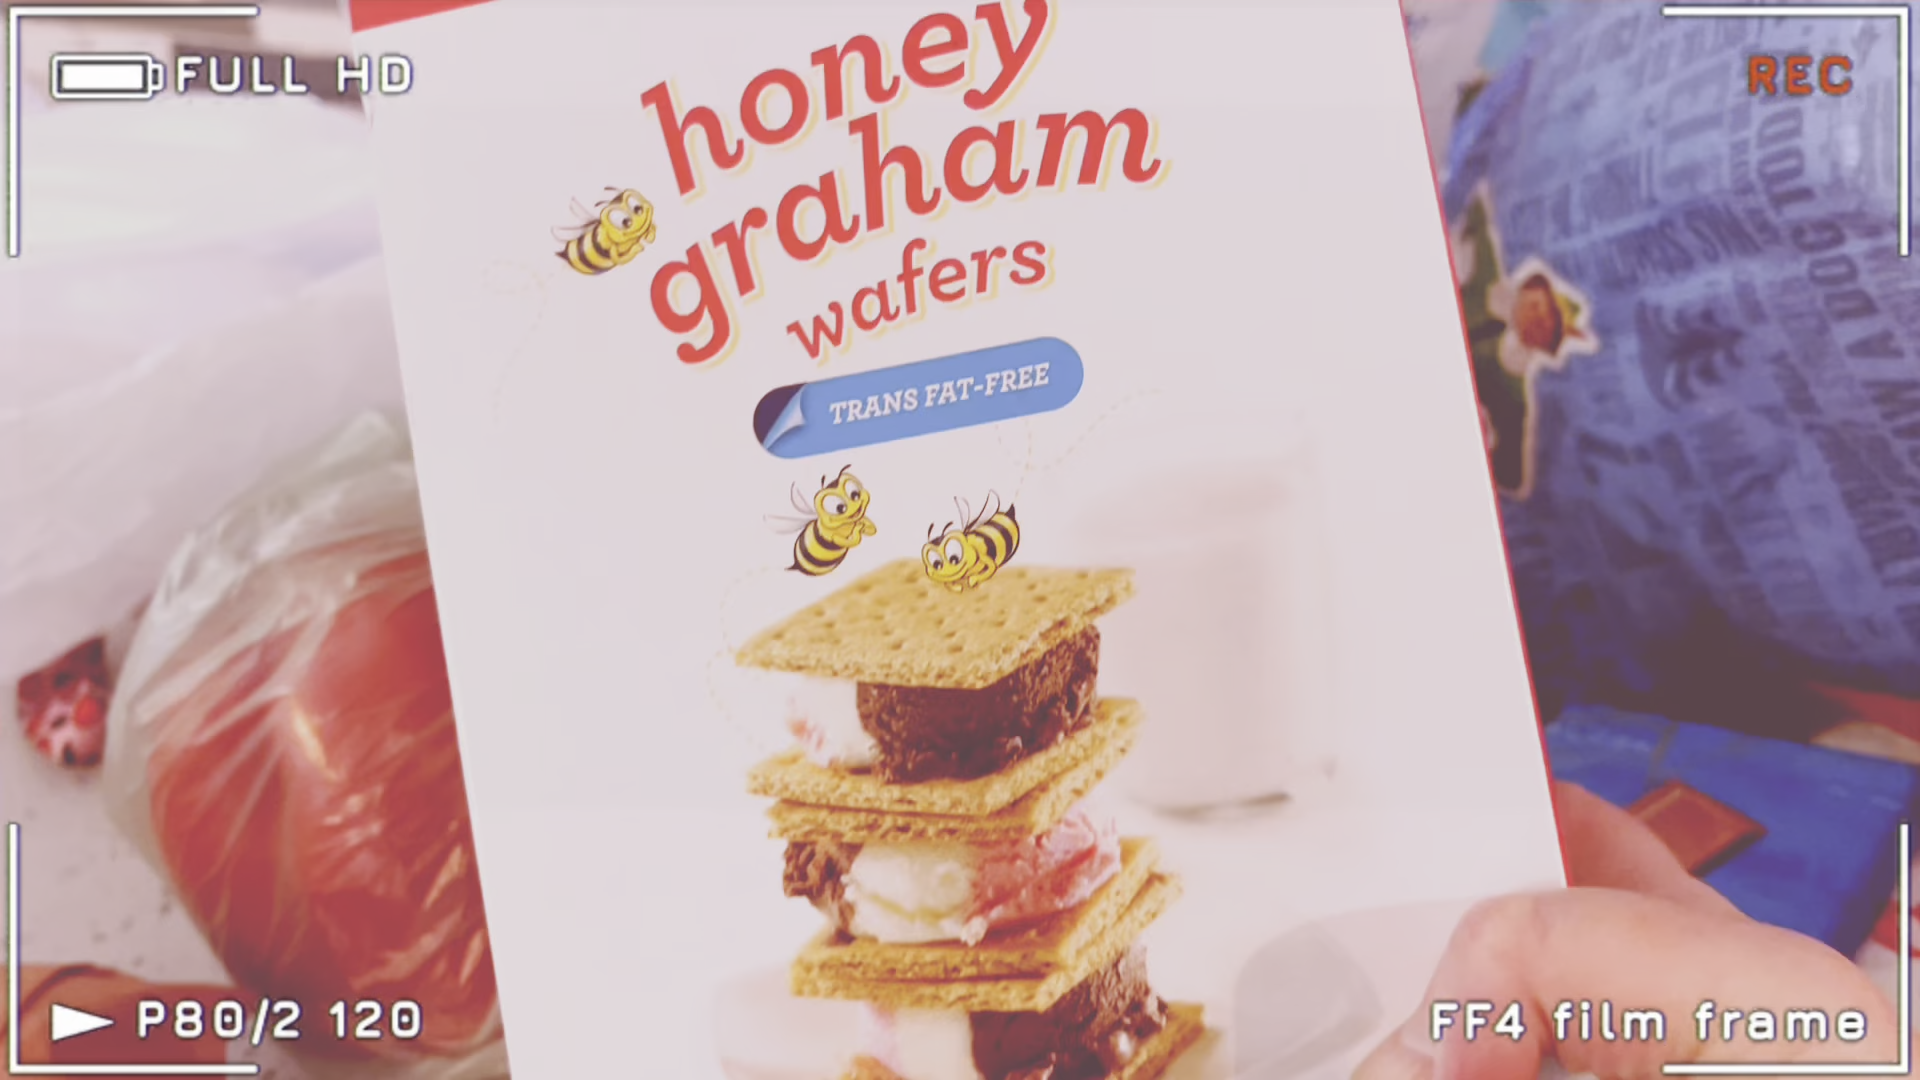 FULL HD
REC
honey
graham
wafers
TRANS FAT-FREE
P80/2 120
FF4 film frame